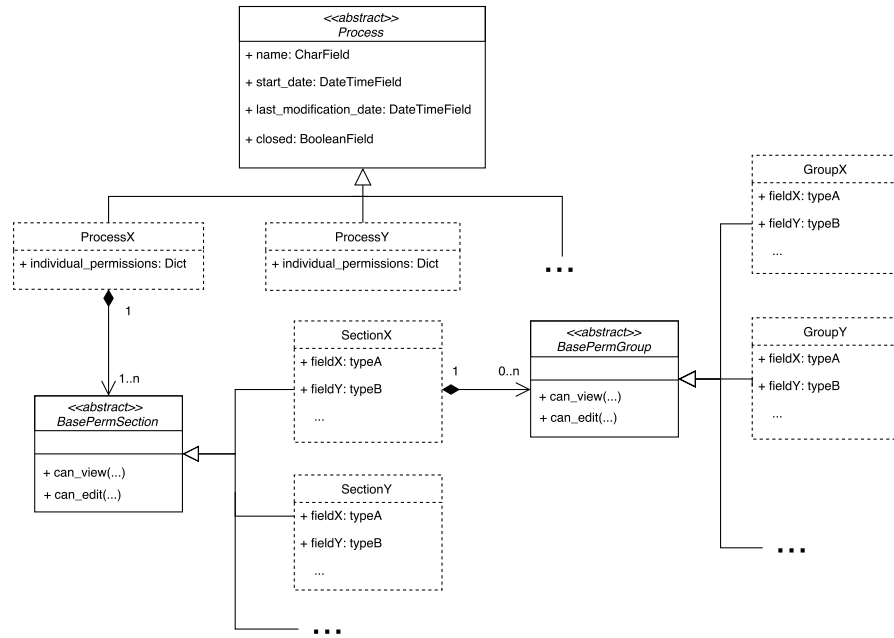 <<abstract>>
Process
+ name: CharField
+ start_date: DateTimeField
+ last_modification_date: DateTimeField
+ closed: BooleanField
ProcessX
+ individual_permissions: Dict
ProcessY
+ individual_permissions: Dict
...
GroupX
+ fieldX: typeA
+ fieldY: typeB
...
1
1..n
<<abstract>>
BasePermSection
+ can_view(...)
+ can_edit(...)
SectionX
+ fieldX: typeA
+ fieldY: typeB
...
1
0..n
<<abstract>>
BasePermGroup
+ can_view(...)
+ can_edit(...)
GroupY
+ fieldX: typeA
+ fieldY: typeB
...
SectionY
+ fieldX: typeA
+ fieldY: typeB
...
...
...